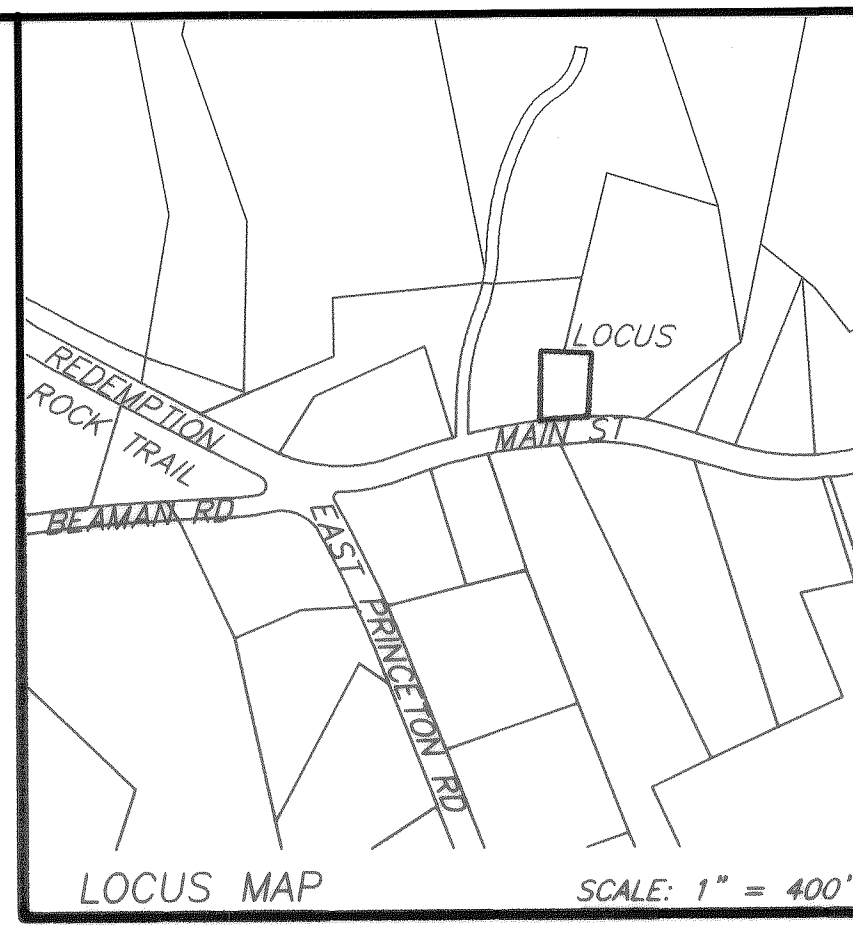 LOCUS
REDEMPTION
ROCK TRAIL
MAIN ST
BEAMAN RD
EAST PRINCETON RD
LOCUS MAP
SCALE: 1" = 400'